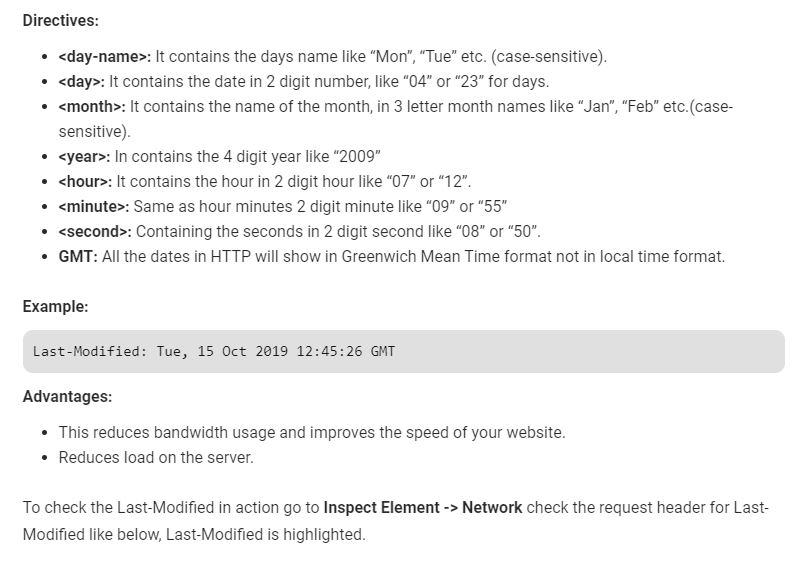 Directives:
• <day-name>: It contains the days name like “Mon”, “Tue” etc. (case-sensitive).
• <day>: It contains the date in 2 digit number, like “04” or “23” for days.
• <month>: It contains the name of the month, in 3 letter month names like “Jan”, “Feb” etc.(case-
sensitive).
• <year>: In contains the 4 digit year like “2009”
• <hour>: It contains the hour in 2 digit hour like “07” or “12”.
• <minute>: Same as hour minutes 2 digit minute like “09” or “55”
• <second>: Containing the seconds in 2 digit second like “08” or “50”.
• GMT: All the dates in HTTP will show in Greenwich Mean Time format not in local time format.
Example:
Last-Modified: Tue, 15 Oct 2019 12:45:26 GMT
Advantages:
• This reduces bandwidth usage and improves the speed of your website.
• Reduces load on the server.
To check the Last-Modified in action go to Inspect Element -> Network check the request header for Last-
Modified like below, Last-Modified is highlighted.